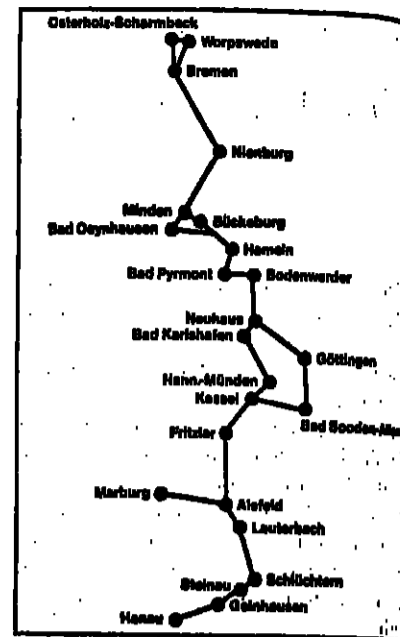 Osterholz-Scharmbeck
Worpswede
Bremen
Nienburg
Minden
Bückeburg
Bad Oeynhausen
Hameln
Bad Pyrmont
Bodenwerder
Neuhaus
Bad Karlshafen
Göttingen
Hann.-Münden
Kassel
Bad Sooden-
Fritzlar
Marburg
Alsfeld
Lauterbach
Schlüchtern
Steinau
Gelnhausen
Hanau